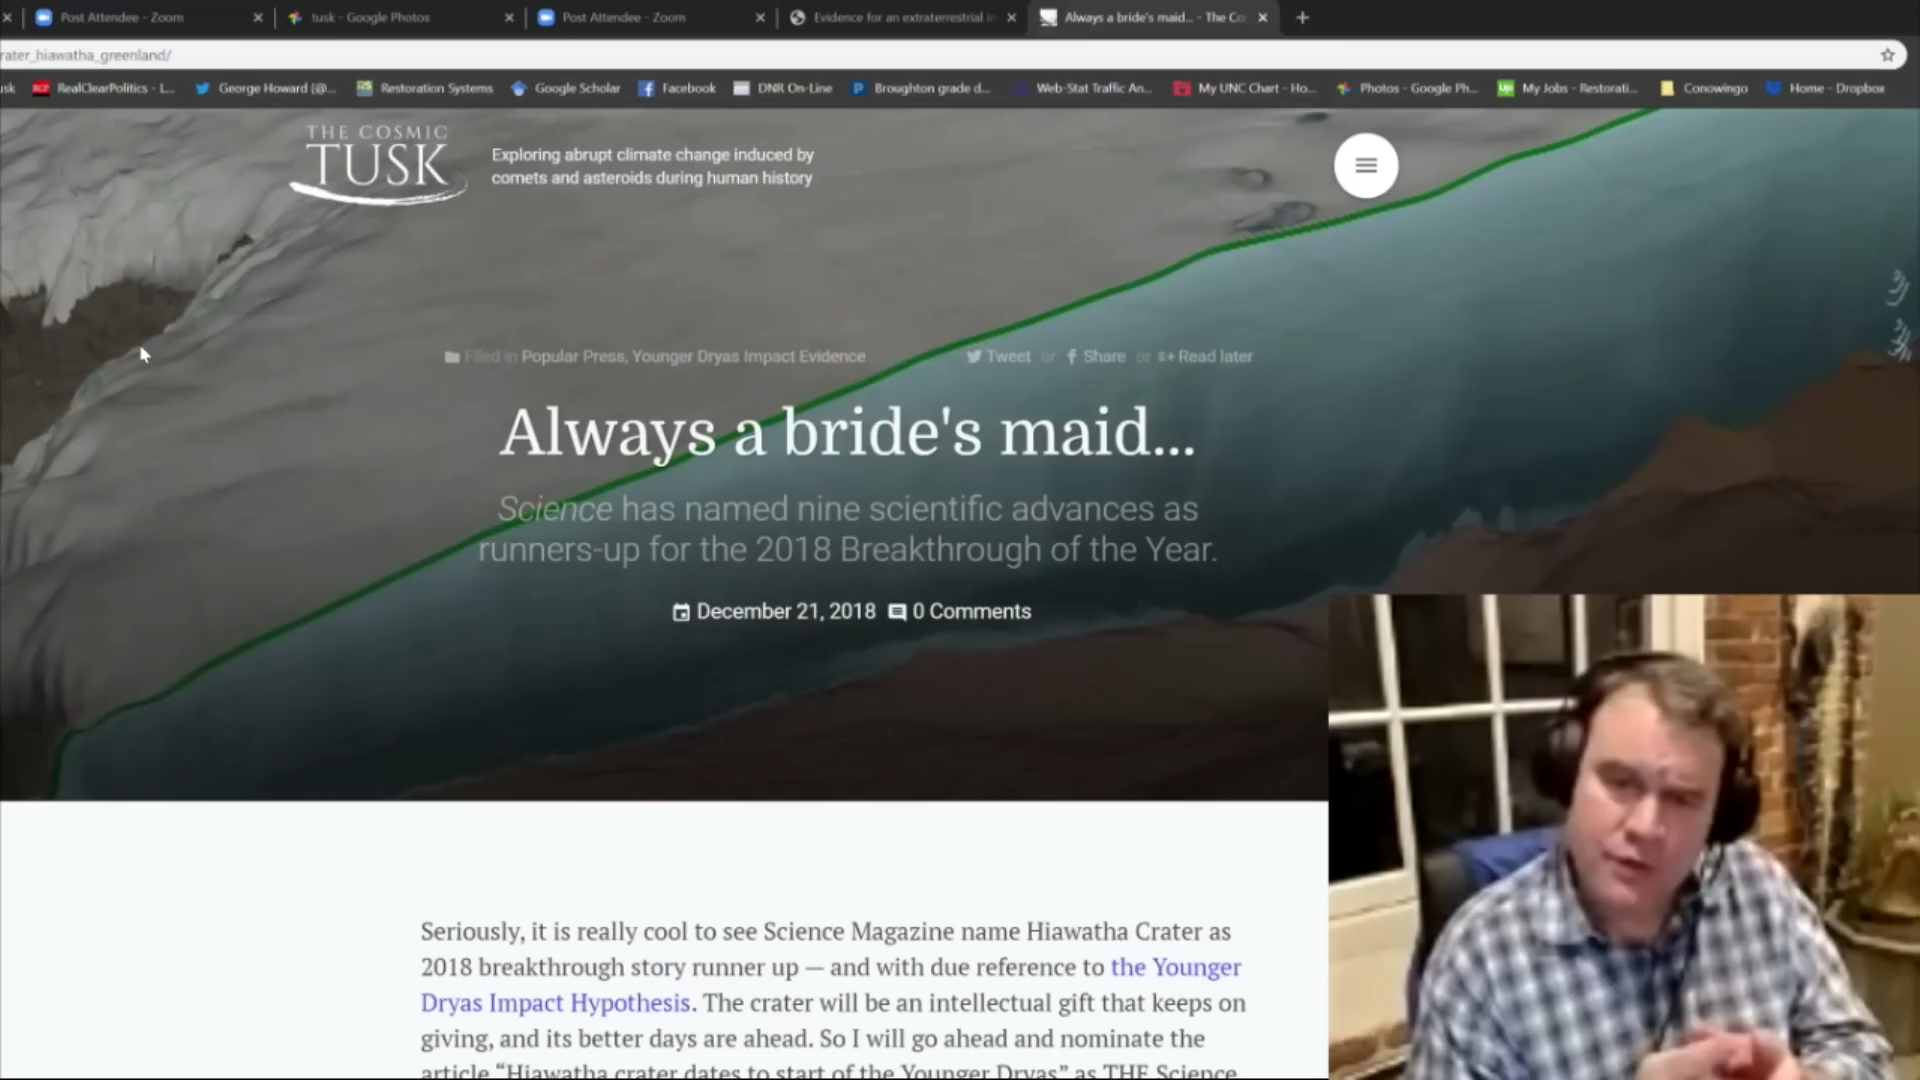 Post Attendee - Zoom
tusk - Google Photos
Post Attendee - Zoom
Evidence for an extraterrestrial i
Always a bride's maid... - The Co
rater_hiawatha_greenland/
usk
RealClearPolitics - L...
George Howard (@...
Restoration Systems
Google Scholar
Facebook
DNR On-Line
Broughton grade d...
Web-Stat Traffic An...
My UNC Chart - Ho...
Photos - Google Ph...
My Jobs - Restorati...
Conowingo
Home - Dropbox
THE COSMIC
TUSK
Exploring abrupt climate change induced by
comets and asteroids during human history
Filed in Popular Press, Younger Dryas Impact Evidence
Tweet or Share or Read later
Always a bride's maid...
Science has named nine scientific advances as
runners-up for the 2018 Breakthrough of the Year.
December 21, 2018 0 Comments
Seriously, it is really cool to see Science Magazine name Hiawatha Crater as
2018 breakthrough story runner up — and with due reference to the Younger
Dryas Impact Hypothesis. The crater will be an intellectual gift that keeps on
giving, and its better days are ahead. So I will go ahead and nominate the
article “Hiawatha crater dates to start of the Younger Dryas” as THE Science